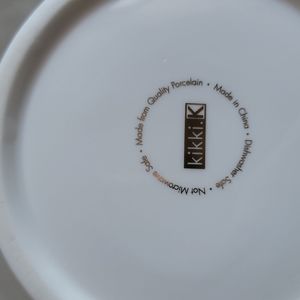 Made from Quality Porcelain • Made in China • Dishwasher Safe • Not Microwave Safe •
kikki.K